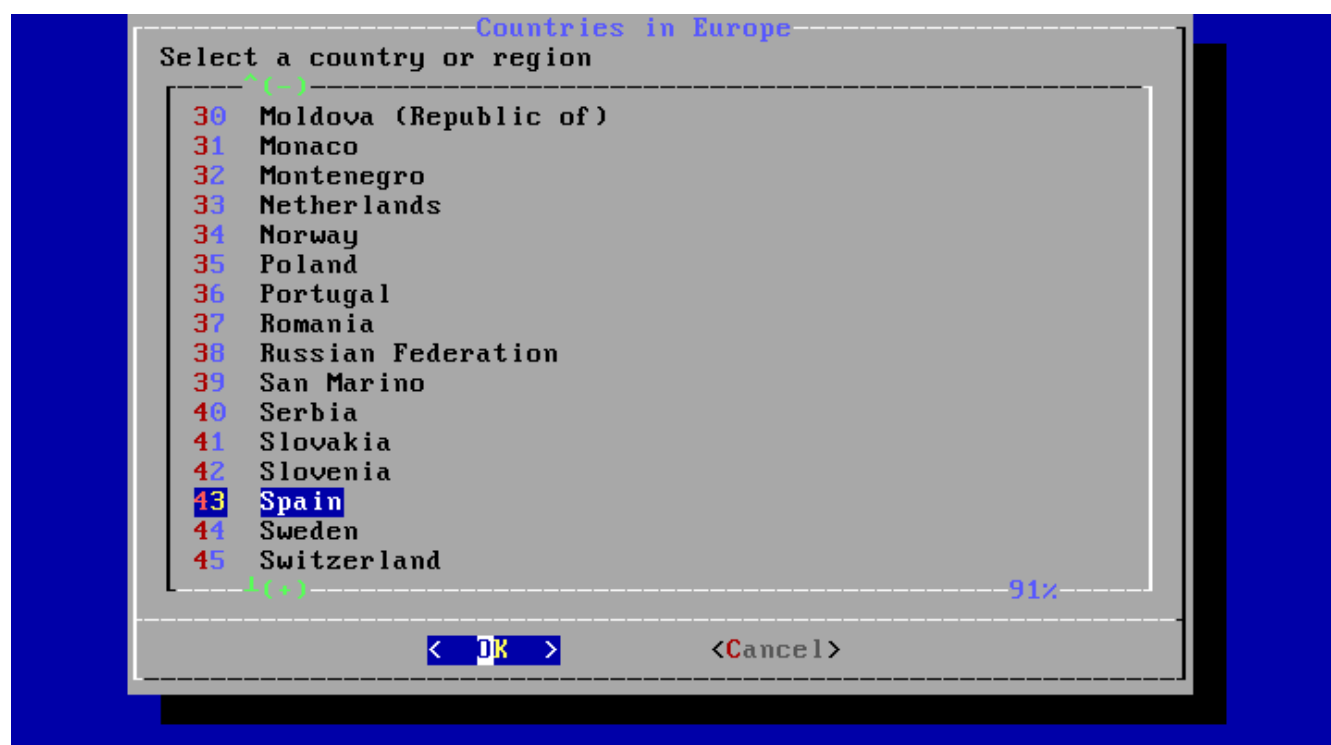 Countries in Europe
Select a country or region
^(-)
30 Moldova (Republic of)
31 Monaco
32 Montenegro
33 Netherlands
34 Norway
35 Poland
36 Portugal
37 Romania
38 Russian Federation
39 San Marino
40 Serbia
41 Slovakia
42 Slovenia
43 Spain
44 Sweden
45 Switzerland
┴(+) 91%
< OK > <Cancel>